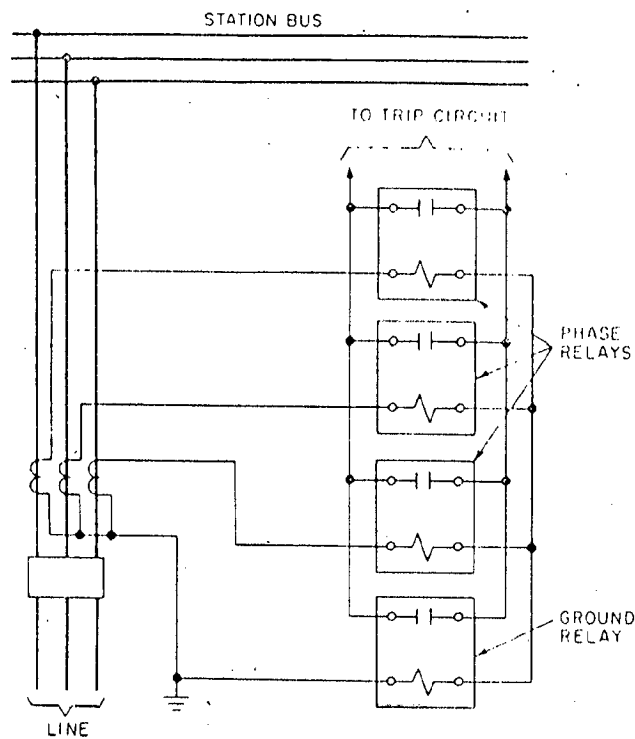 STATION BUS
TO TRIP CIRCUIT
PHASE
RELAYS
GROUND
RELAY
LINE